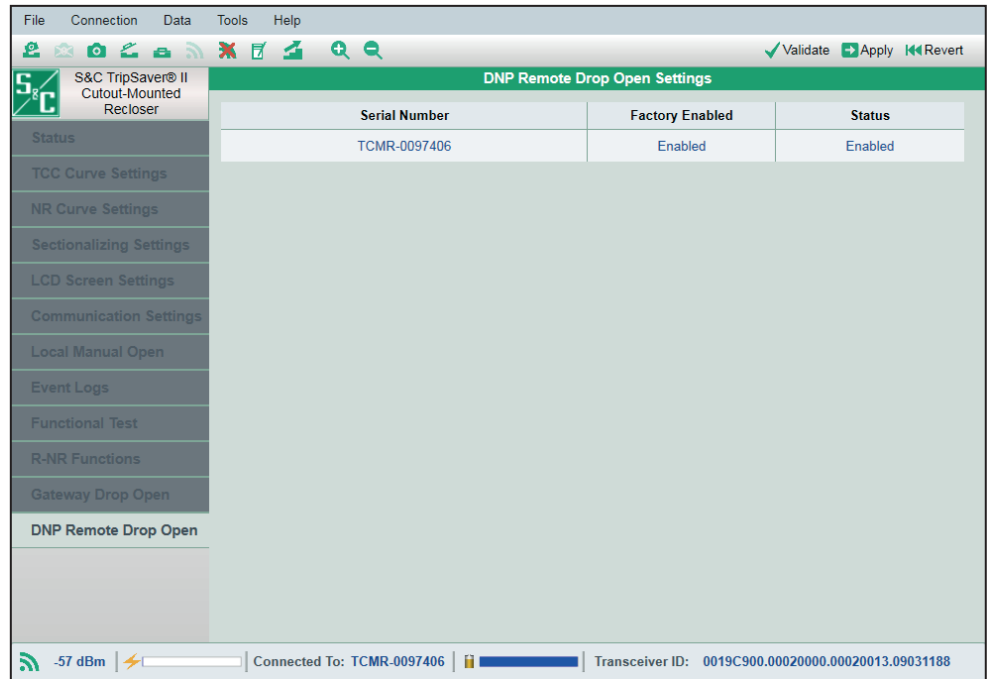 File Connection Data Tools Help
Validate Apply Revert
S&C
S&C TripSaver® II
Cutout-Mounted
Recloser
DNP Remote Drop Open Settings
Serial Number Factory Enabled Status
TCMR-0097406 Enabled Enabled
Status
TCC Curve Settings
NR Curve Settings
Sectionalizing Settings
LCD Screen Settings
Communication Settings
Local Manual Open
Event Logs
Functional Test
R-NR Functions
Gateway Drop Open
DNP Remote Drop Open
-57 dBm Connected To: TCMR-0097406 Transceiver ID: 0019C900.00020000.00020013.09031188